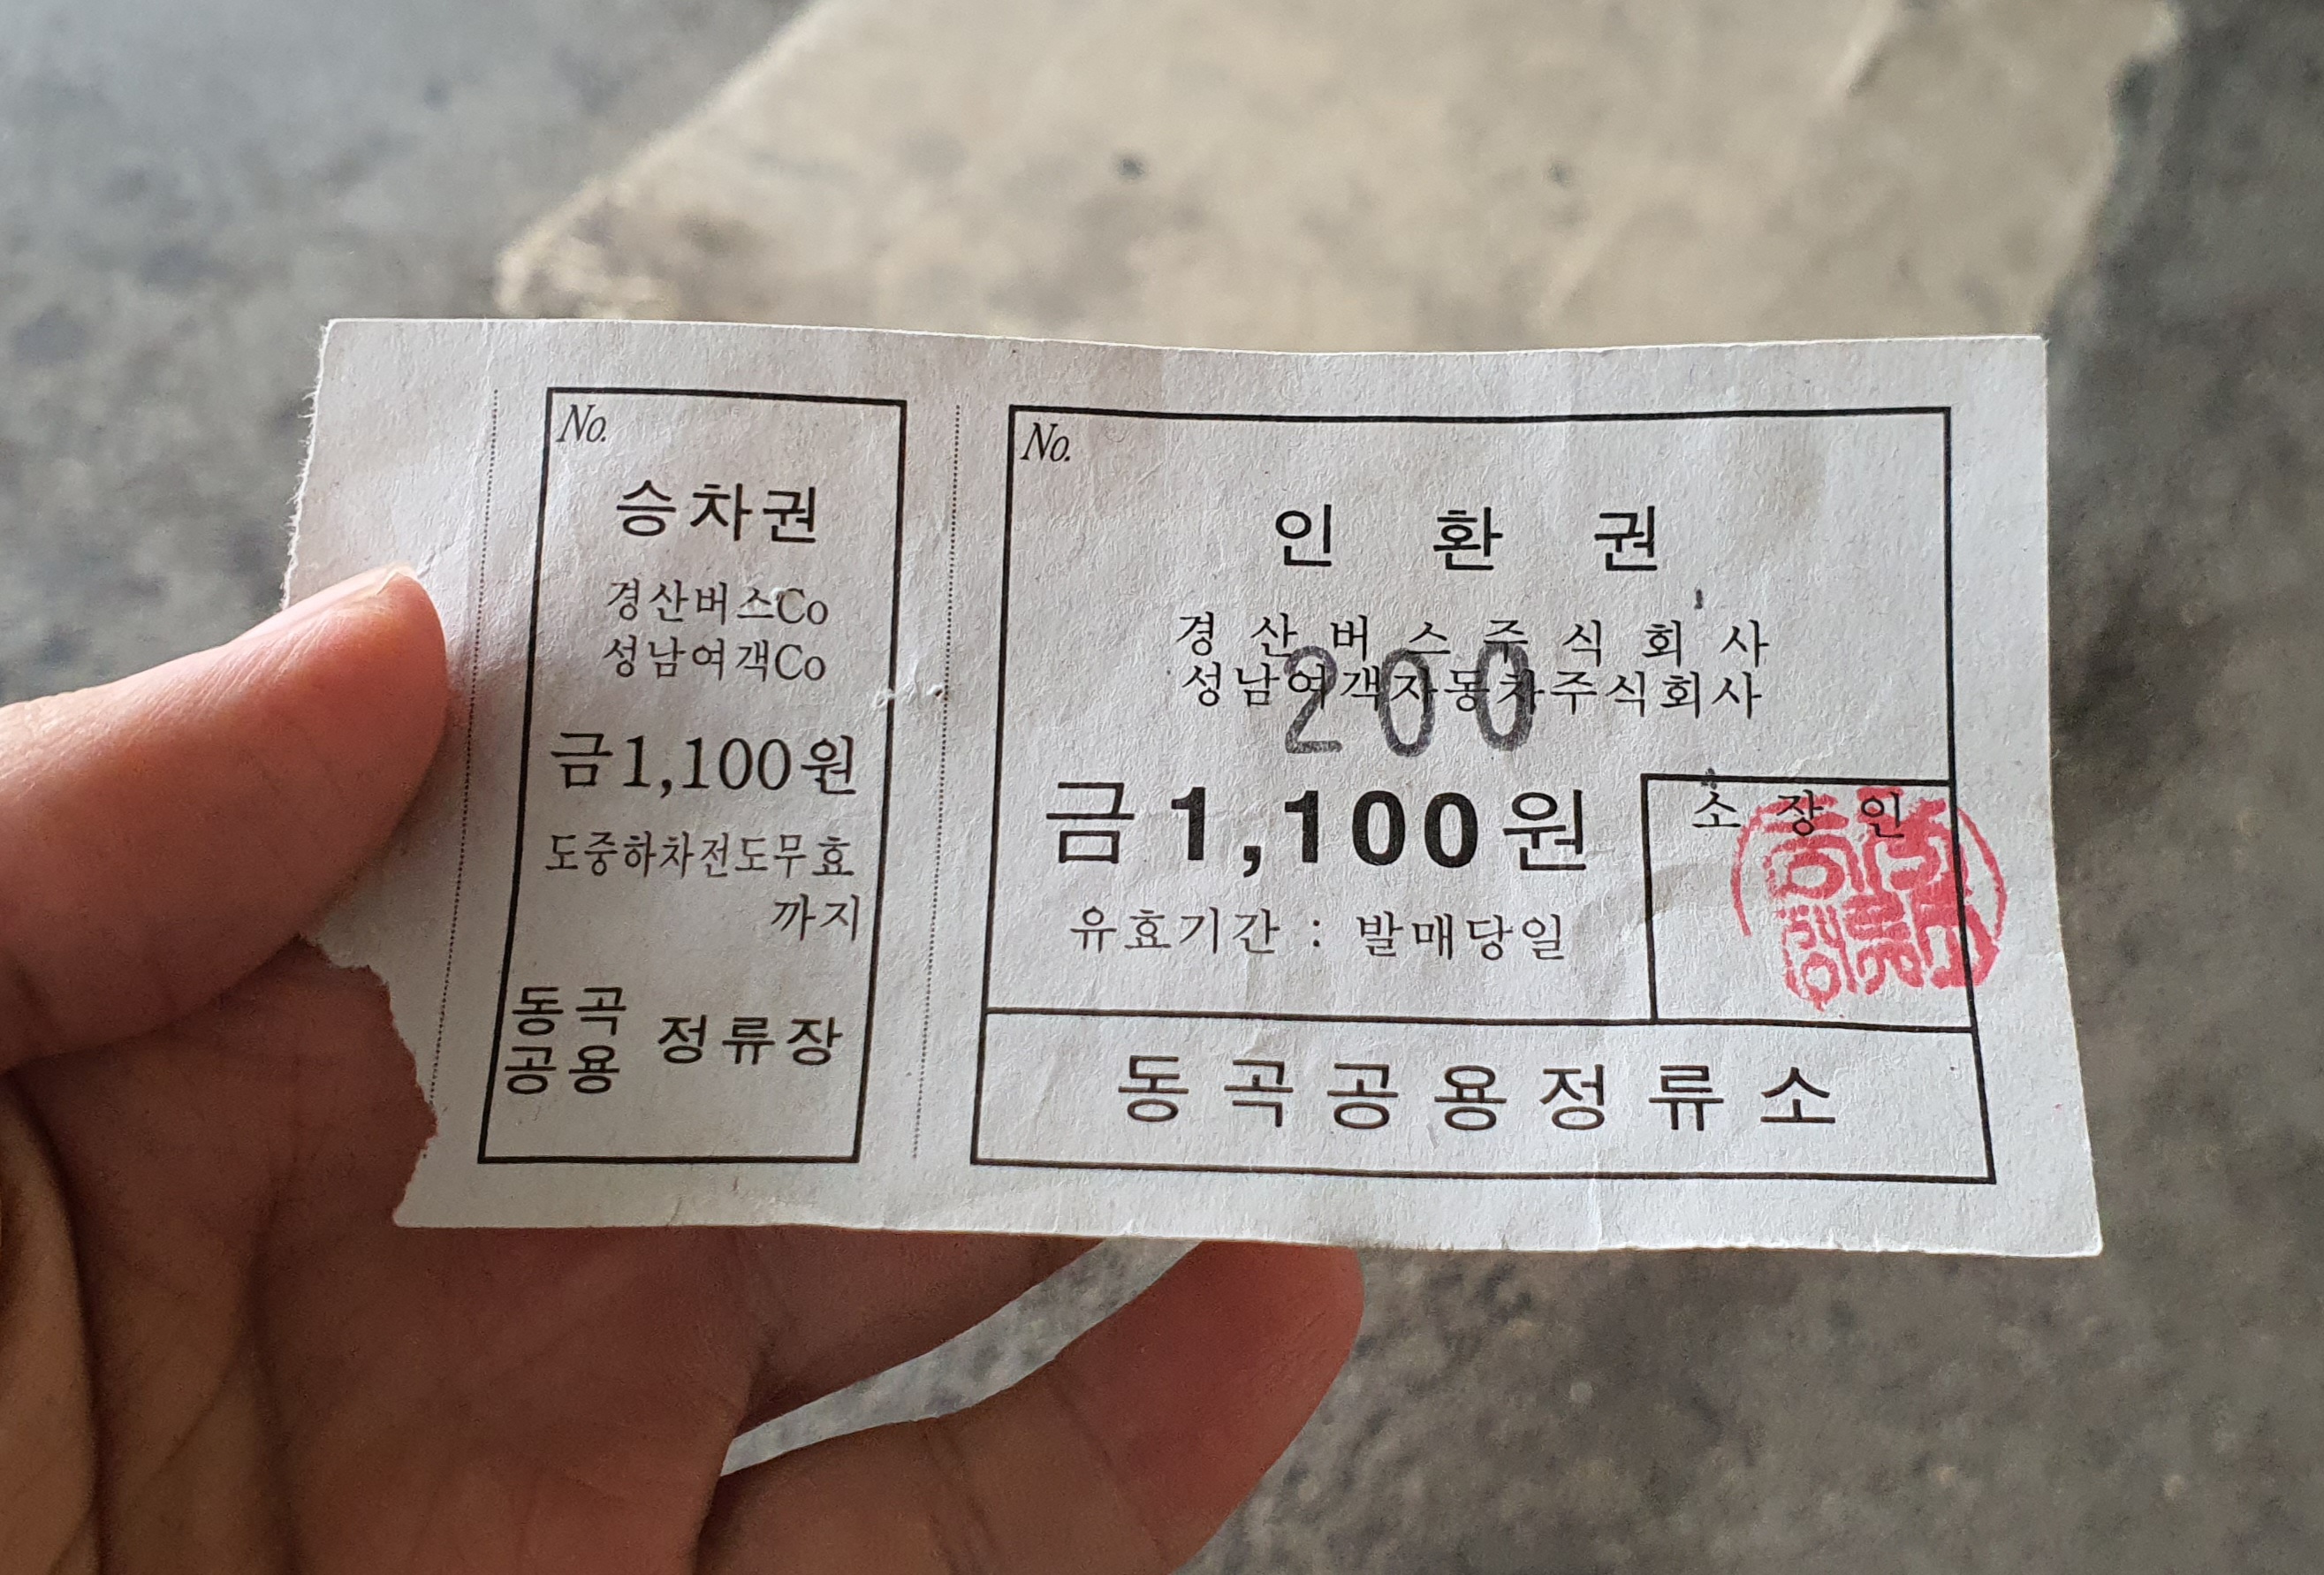 No.
승차권
경산버스Co
성남여객Co
금1,100원
도중하차전도무효
까지
동곡
공용
정류장
No.
인환권
경산버스주식회사
성남여객자동차주식회사
200
금1,100원
소장인
유효기간 : 발매당일
동곡공용정류소